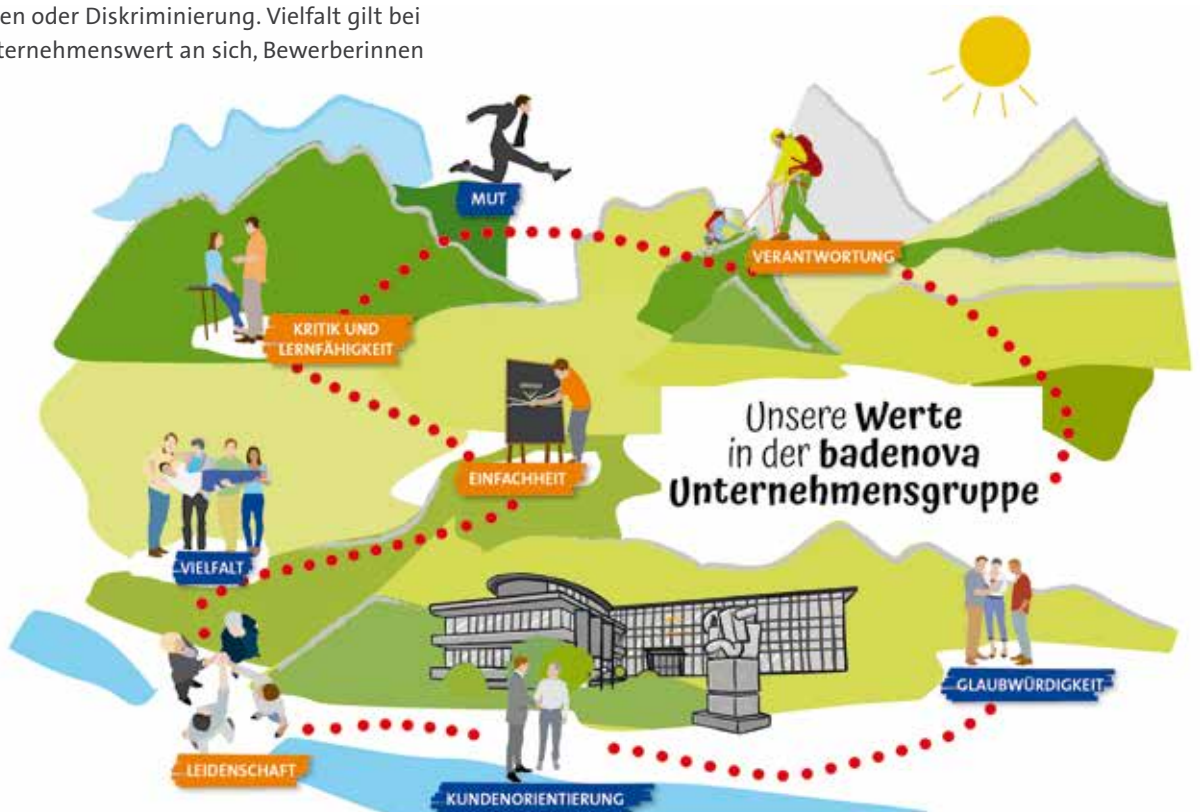 en oder Diskriminierung. Vielfalt gilt bei
ternehmenswert an sich, Bewerberinnen
MUT
VERANTWORTUNG
KRITIK UND
LERNFÄHIGKEIT
Unsere Werte
in der badenova
Unternehmensgruppe
EINFACHHEIT
VIELFALT
GLAUBWÜRDIGKEIT
LEIDENSCHAFT
KUNDENORIENTIERUNG